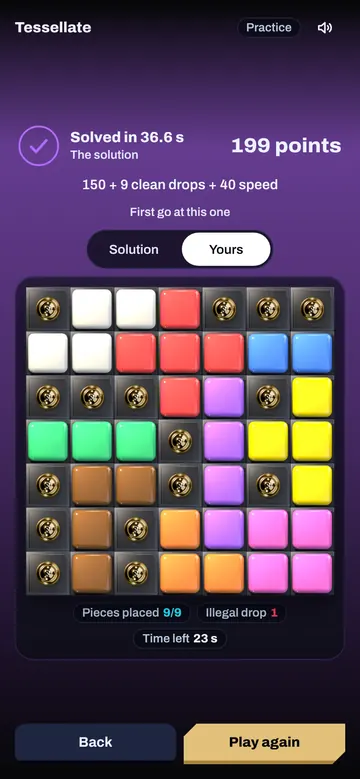 Tessellate
Practice
Solved in 36.6 s
The solution
199 points
150 + 9 clean drops + 40 speed
First go at this one
Solution
Yours
Pieces placed 9/9
Illegal drop 1
Time left 23 s
Back
Play again